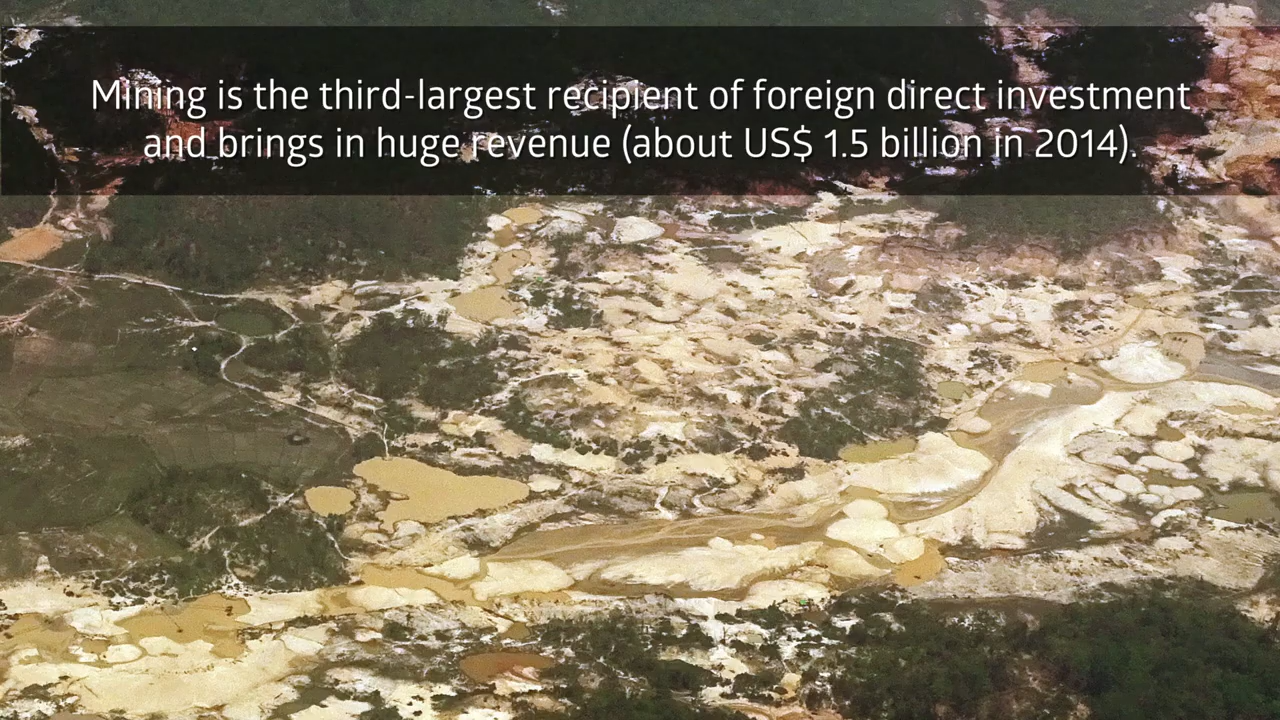 Mining is the third-largest recipient of foreign direct investment
and brings in huge revenue (about US$ 1.5 billion in 2014).